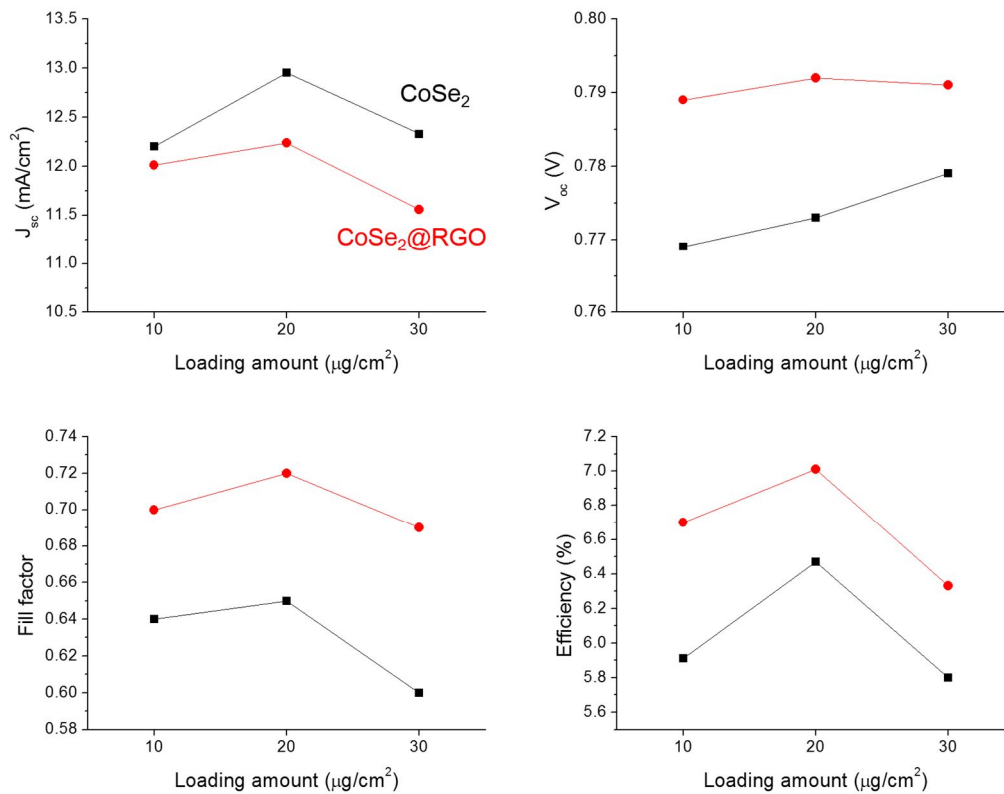 13.5
13.0
12.5
12.0
11.5
11.0
10.5
J_sc (mA/cm²)
CoSe₂
CoSe₂@RGO
10 20 30
Loading amount (μg/cm²)
0.80
0.79
0.78
0.77
0.76
V_oc (V)
10 20 30
Loading amount (μg/cm²)
0.74
0.72
0.70
0.68
0.66
0.64
0.62
0.60
0.58
Fill factor
10 20 30
Loading amount (μg/cm²)
7.2
7.0
6.8
6.6
6.4
6.2
6.0
5.8
5.6
Efficiency (%)
10 20 30
Loading amount (μg/cm²)